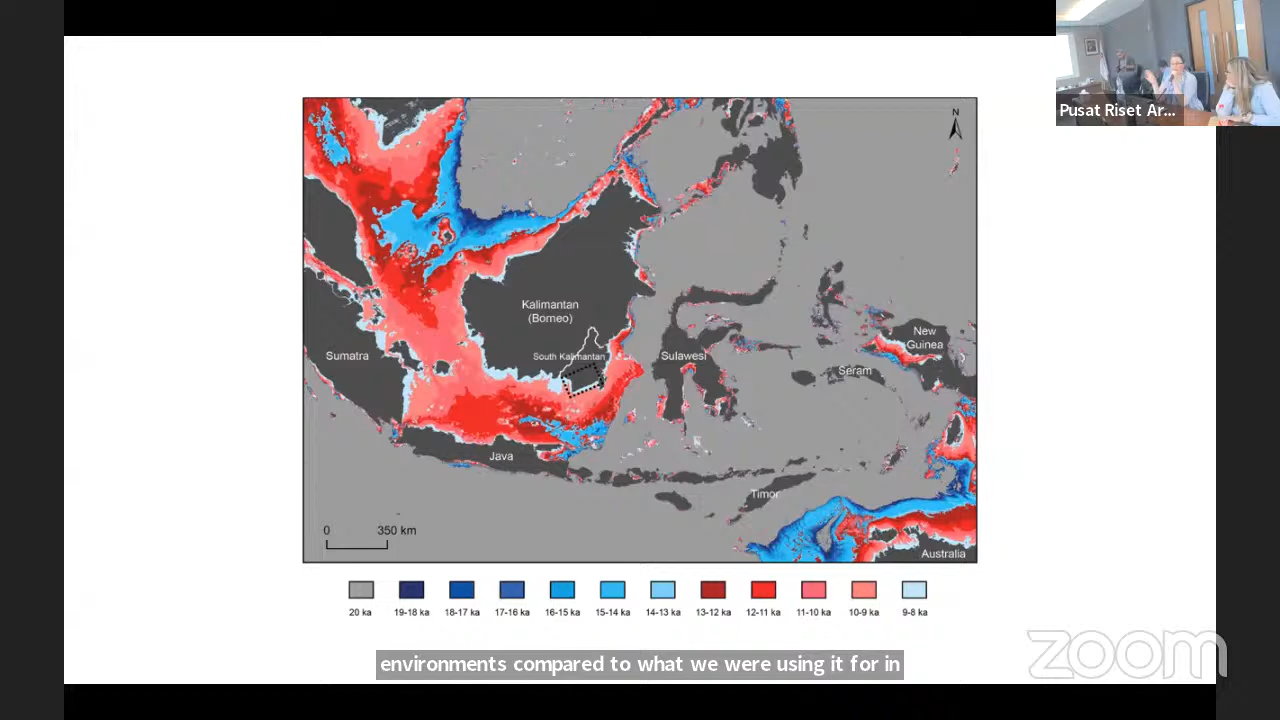 Pusat Riset Ar...
N
Kalimantan
(Borneo)
South Kalimantan
Sumatra
Sulawesi
New
Guinea
Seram
Java
Timor
0 350 km
Australia
20 ka 19-18 ka 18-17 ka 17-16 ka 16-15 ka 15-14 ka 14-13 ka 13-12 ka 12-11 ka 11-10 ka 10-9 ka 9-8 ka
zoom
environments compared to what we were using it for in